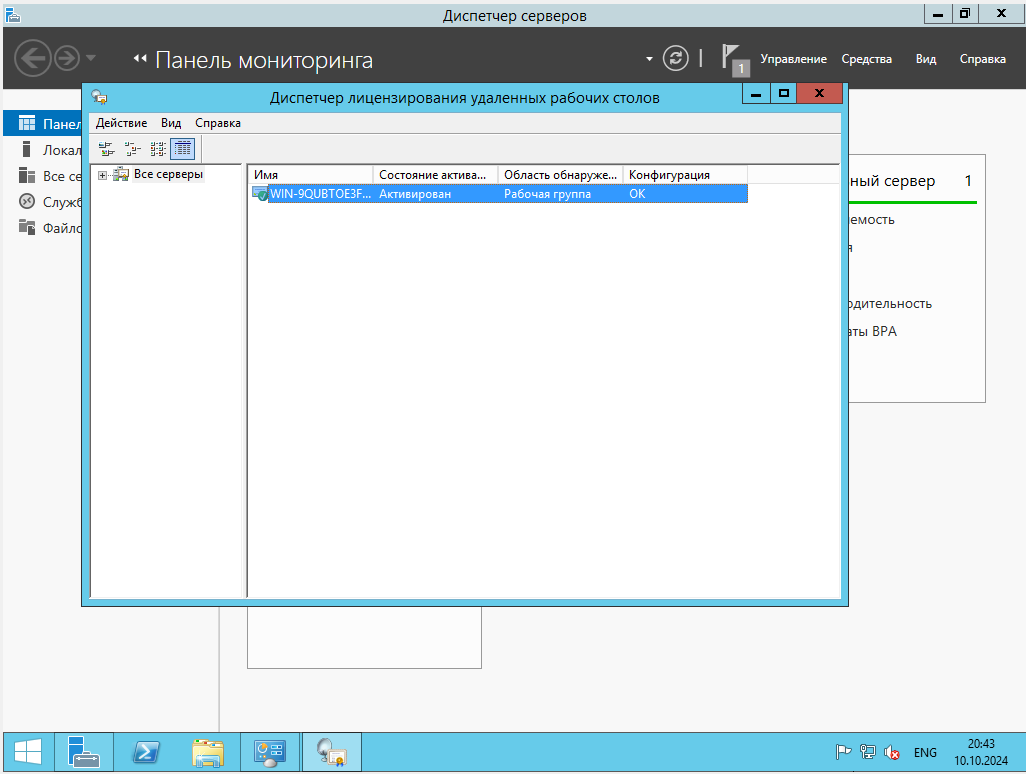 Диспетчер серверов
Панель мониторинга
1
Управление Средства Вид Справка
Диспетчер лицензирования удаленных рабочих столов
Действие Вид Справка
Все серверы
Имя Состояние актива... Область обнаруже... Конфигурация
WIN-9QUBTOE3F... Активирован Рабочая группа ОК
Панел
Локал
Все се
Служб
Файло
ный сервер 1
емость
я
одительность
аты BPA
ENG
20:43
10.10.2024